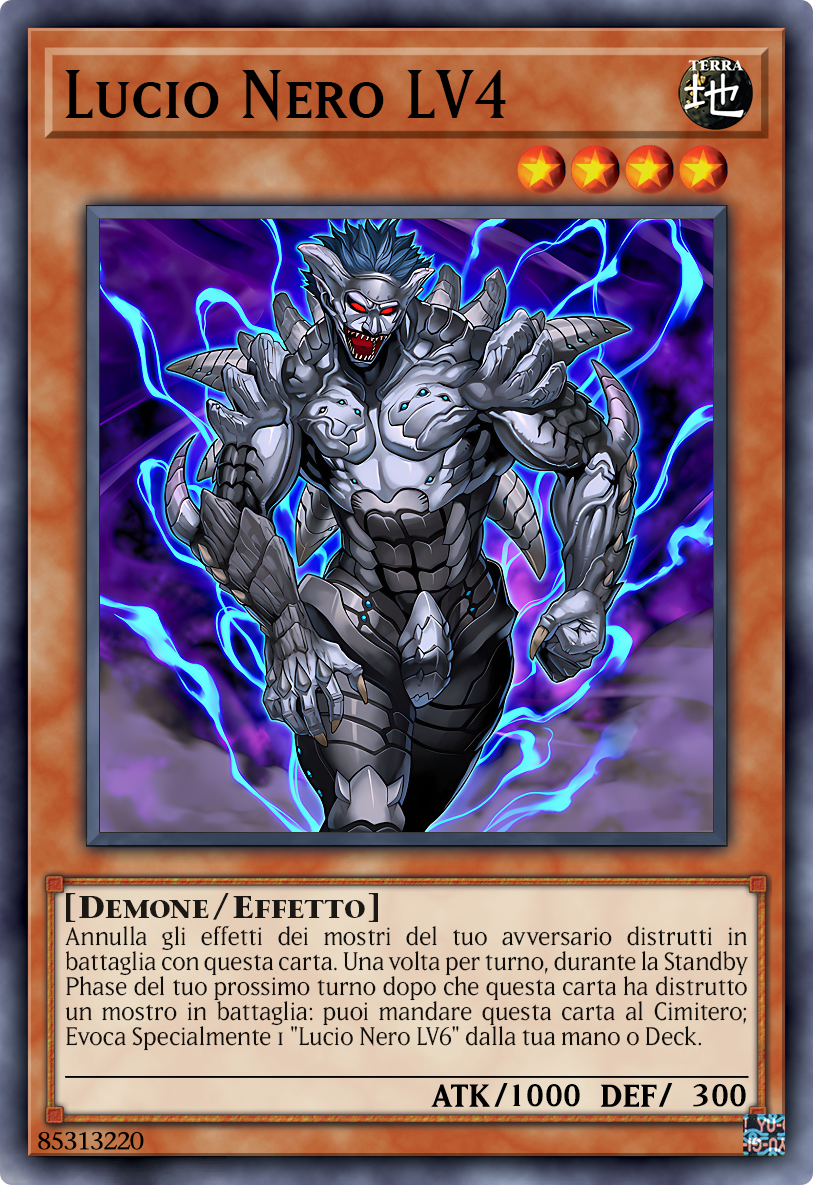 Lucio Nero LV4
TERRA
地
[Demone/Effetto]
Annulla gli effetti dei mostri del tuo avversario distrutti in
battaglia con questa carta. Una volta per turno, durante la Standby
Phase del tuo prossimo turno dopo che questa carta ha distrutto
un mostro in battaglia: puoi mandare questa carta al Cimitero;
Evoca Specialmente 1 "Lucio Nero LV6" dalla tua mano o Deck.
ATK/1000 DEF/ 300
85313220